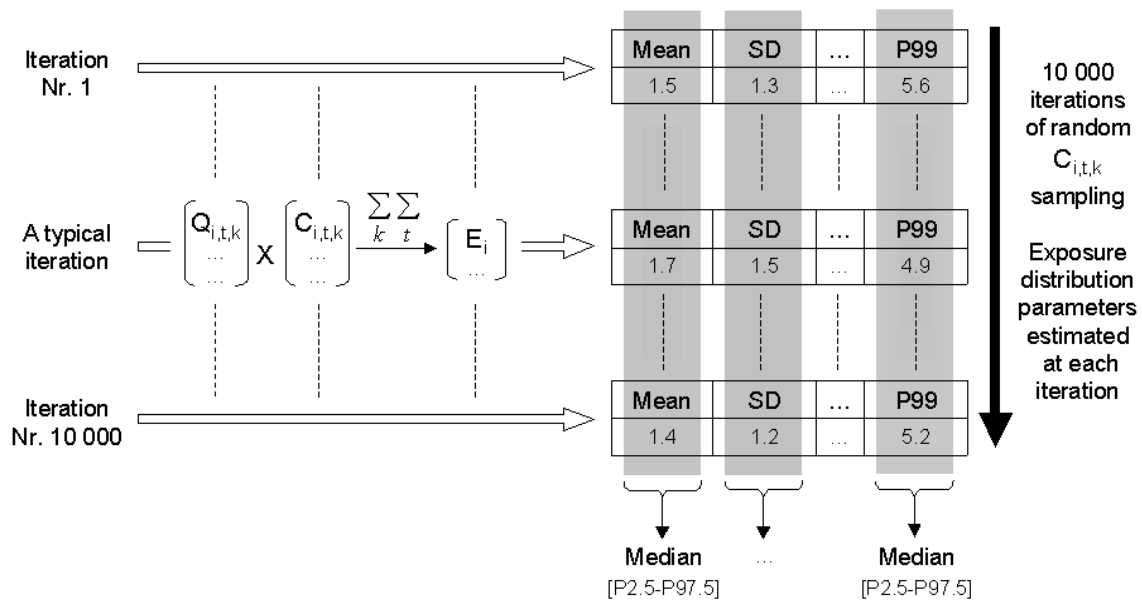 Iteration
Nr. 1
Mean SD ... P99
1.5 1.3 ... 5.6
10 000
iterations
of random
C i,t,k
sampling
A typical
iteration
Q i,t,k
...
X
C i,t,k
...
...
∑ ∑
k t
E i
...
Mean SD ... P99
1.7 1.5 ... 4.9
Exposure
distribution
parameters
estimated
at each
iteration
Iteration
Nr. 10 000
Mean SD ... P99
1.4 1.2 ... 5.2
Median ... Median
[P2.5-P97.5] [P2.5-P97.5]